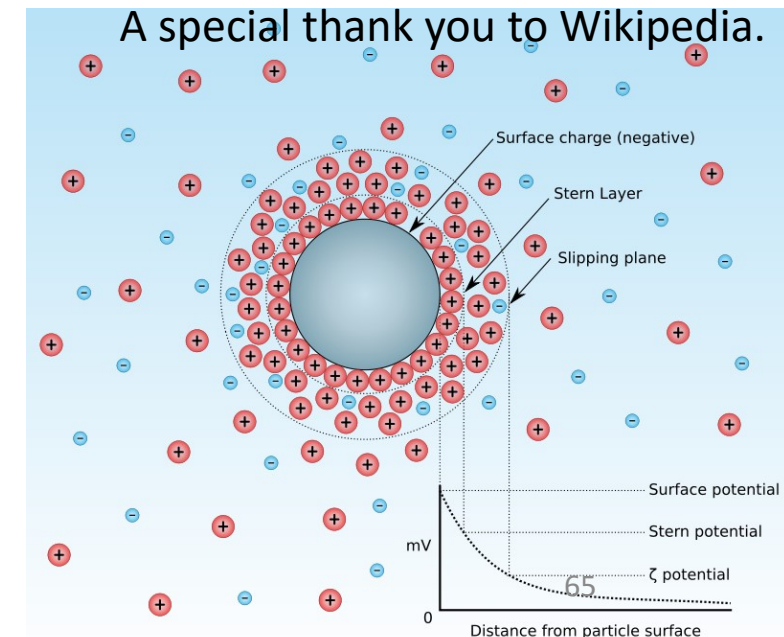 A special thank you to Wikipedia.
Surface charge (negative)
Stern Layer
Slipping plane
Surface potential
Stern potential
mV
ζ potential
65
0
Distance from particle surface